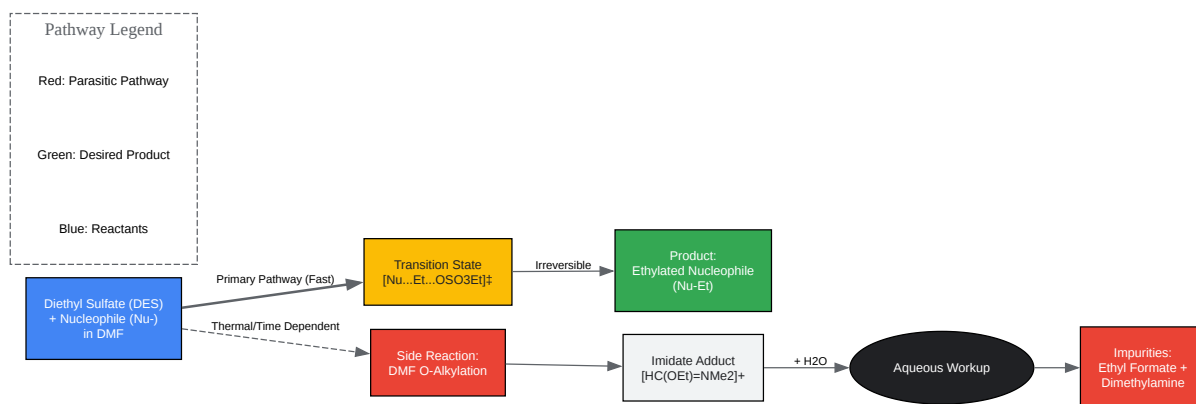 Pathway Legend
Red: Parasitic Pathway
Green: Desired Product
Blue: Reactants
Diethyl Sulfate (DES)
+ Nucleophile (Nu-)
in DMF
Primary Pathway (Fast)
Thermal/Time Dependent
Transition State
[Nu...Et...OSO3Et]‡
Irreversible
Product:
Ethylated Nucleophile
(Nu-Et)
Side Reaction:
DMF O-Alkylation
Imidate Adduct
[HC(OEt)=NMe2]+
+ H2O
Aqueous Workup
Impurities:
Ethyl Formate +
Dimethylamine